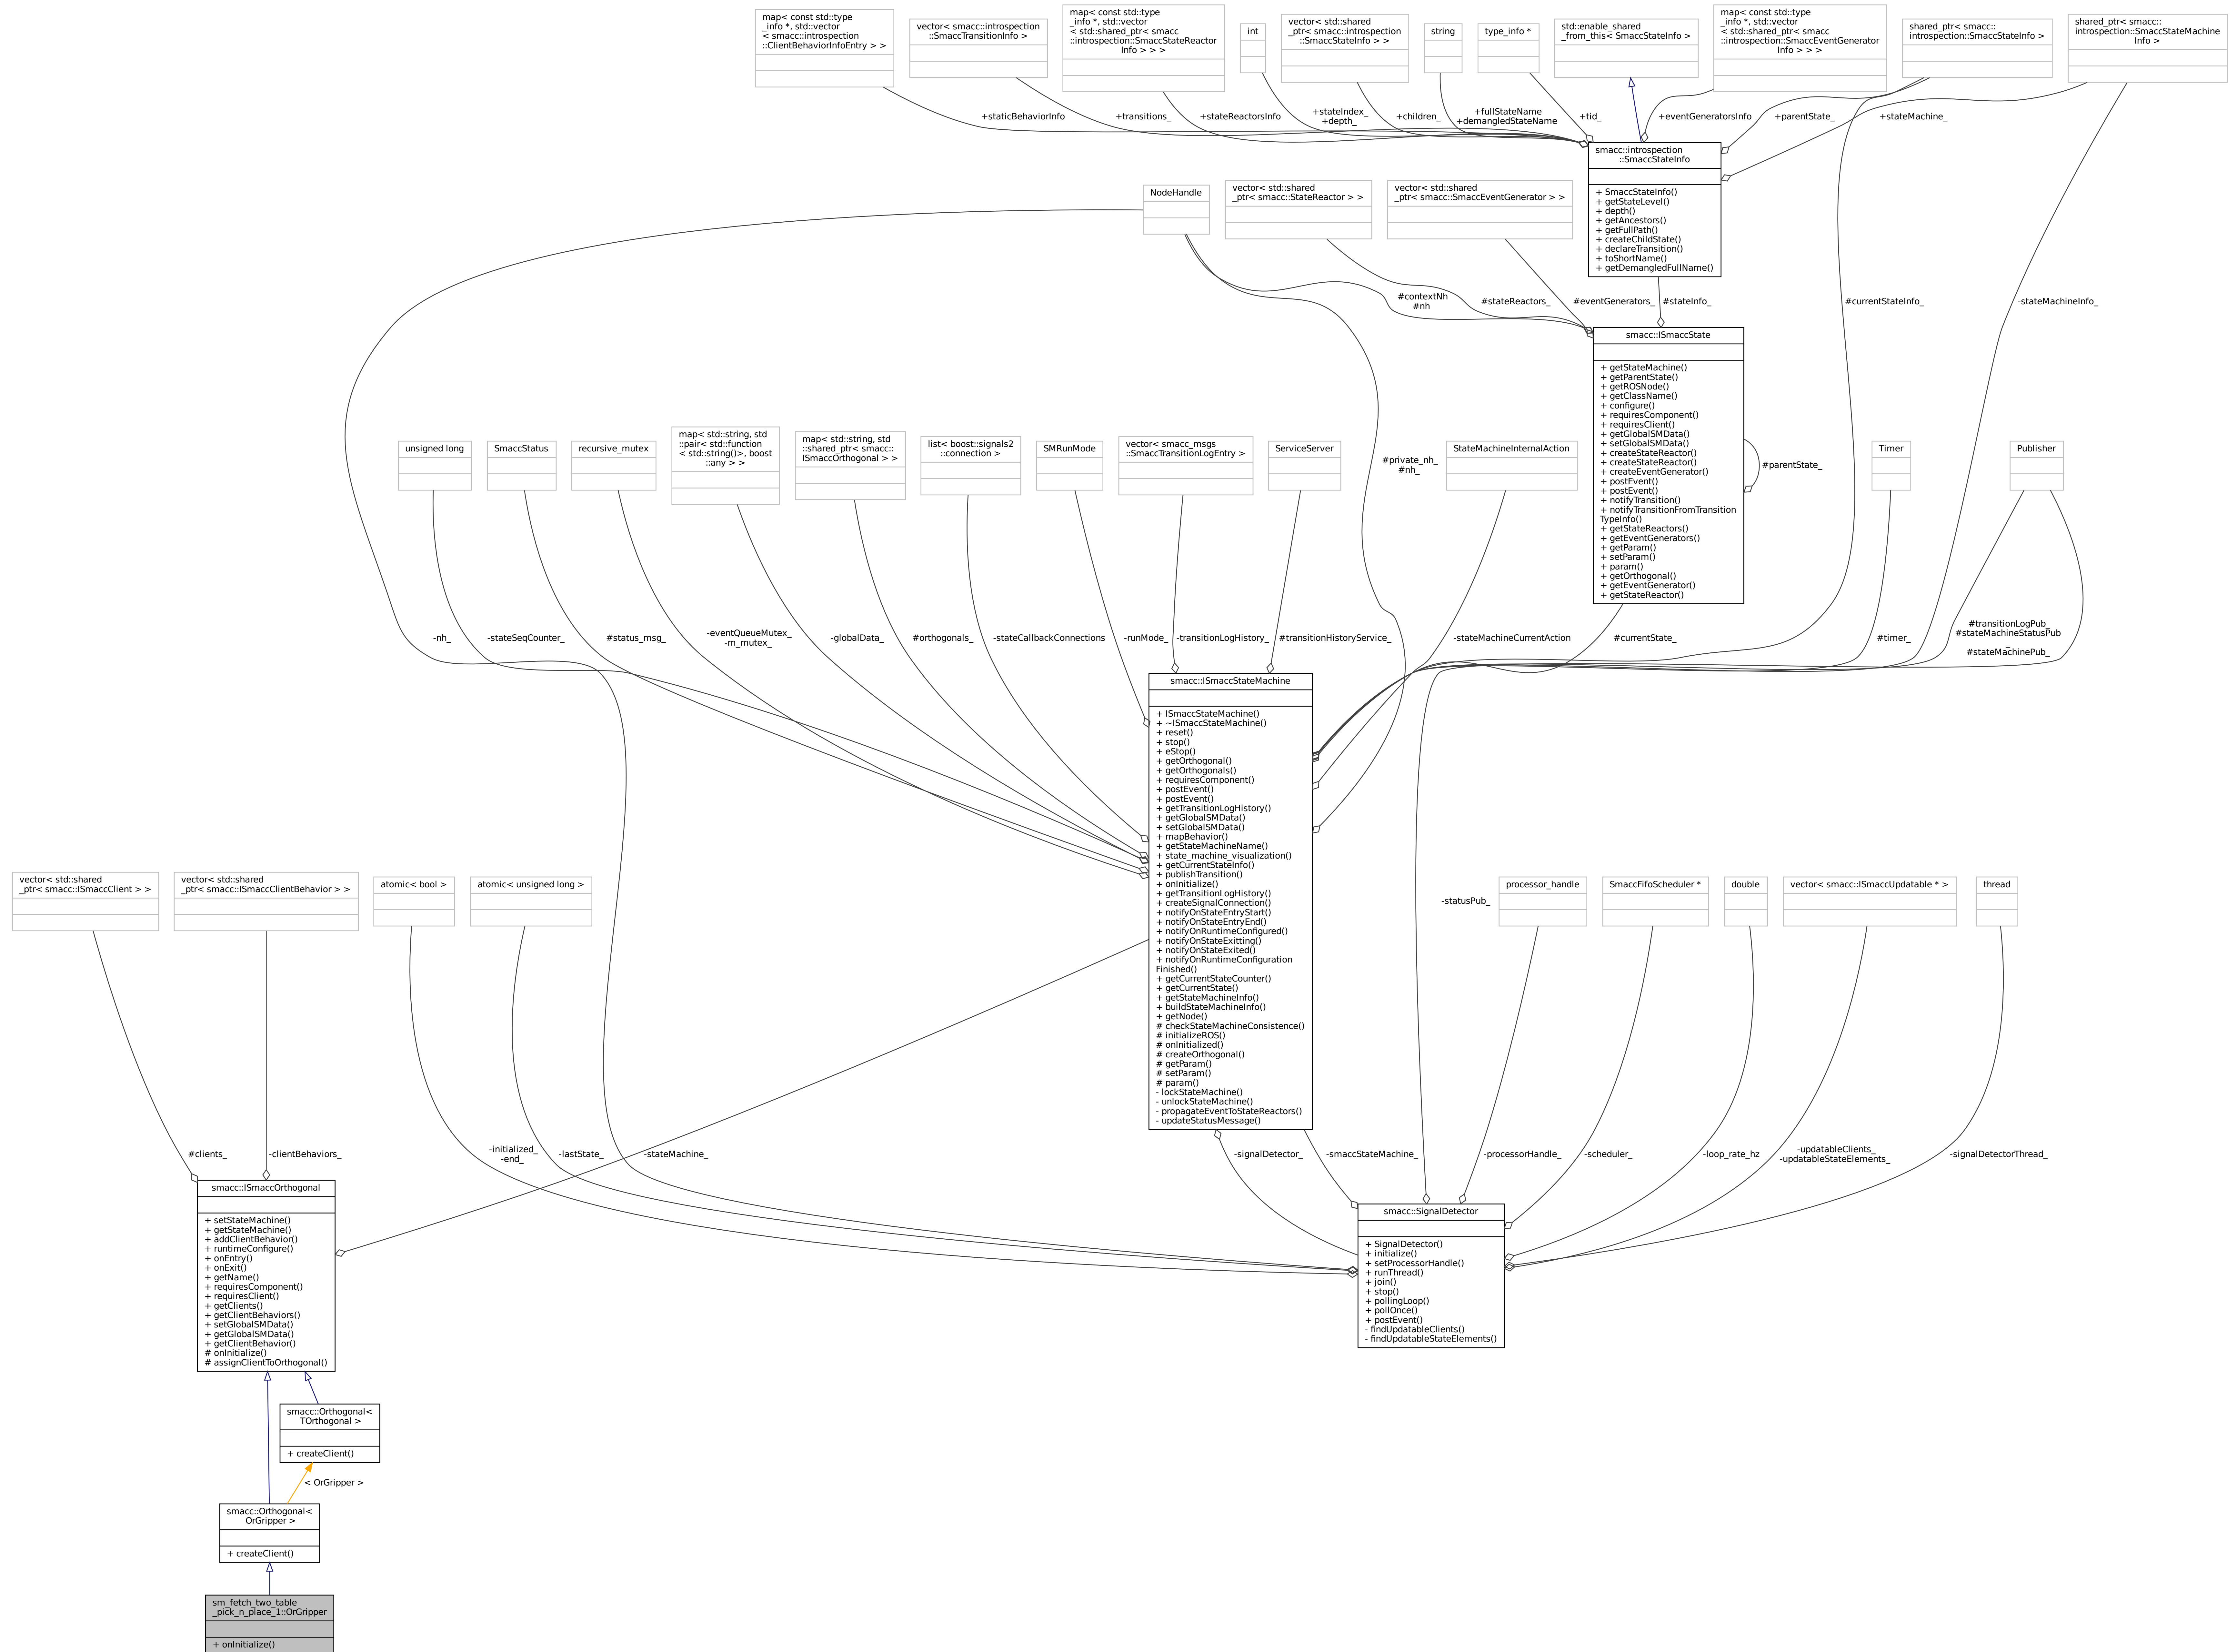 map< const std::type
_info *, std::vector
< smacc::introspection
::ClientBehaviorInfoEntry > >
vector< smacc::introspection
::SmaccTransitionInfo >
map< const std::type
_info *, std::vector
< std::shared_ptr< smacc
::introspection::SmaccStateReactor
Info > > >
int
vector< std::shared
_ptr< smacc::introspection
::SmaccStateInfo > >
string
type_info *
std::enable_shared
_from_this< SmaccStateInfo >
map< const std::type
_info *, std::vector
< std::shared_ptr< smacc
::introspection::SmaccEventGenerator
Info > > >
shared_ptr< smacc::
introspection::SmaccStateInfo >
shared_ptr< smacc::
introspection::SmaccStateMachine
Info >
+staticBehaviorInfo
+transitions_
+stateReactorsInfo
+stateIndex_
+depth_
+children_
+fullStateName
+demangledStateName
+tid_
+eventGeneratorsInfo
+parentState_
+stateMachine_
smacc::introspection
::SmaccStateInfo
+ SmaccStateInfo()
+ getStateLevel()
+ depth()
+ getAncestors()
+ getFullPath()
+ createChildState()
+ declareTransition()
+ toShortName()
+ getDemangledFullName()
NodeHandle
vector< std::shared
_ptr< smacc::StateReactor > >
vector< std::shared
_ptr< smacc::SmaccEventGenerator > >
#contextNh
#nh
#stateReactors_
#eventGenerators_
#stateInfo_
#currentStateInfo_
-stateMachineInfo_
smacc::ISmaccState
+ getStateMachine()
+ getParentState()
+ getROSNode()
+ getClassName()
+ configure()
+ requiresComponent()
+ requiresClient()
+ getGlobalSMData()
+ setGlobalSMData()
+ createStateReactor()
+ createStateReactor()
+ createEventGenerator()
+ postEvent()
+ postEvent()
+ notifyTransition()
+ notifyTransitionFromTransition
TypeInfo()
+ getStateReactors()
+ getEventGenerators()
+ getParam()
+ setParam()
+ param()
+ getOrthogonal()
+ getEventGenerator()
+ getStateReactor()
#parentState_
unsigned long
SmaccStatus
recursive_mutex
map< std::string, std
::pair< std::function
< std::string()>, boost
::any > >
map< std::string, std
::shared_ptr< smacc::
ISmaccOrthogonal > >
list< boost::signals2
::connection >
SMRunMode
vector< smacc_msgs
::SmaccTransitionLogEntry >
ServiceServer
#private_nh_
#nh_
StateMachineInternalAction
Timer
Publisher
-nh_
-stateSeqCounter_
#status_msg_
-eventQueueMutex_
-m_mutex_
-globalData_
#orthogonals_
-stateCallbackConnections
-runMode_
-transitionLogHistory_
#transitionHistoryService_
-stateMachineCurrentAction
#currentState_
#timer_
#transitionLogPub_
#stateMachineStatusPub
_
#stateMachinePub_
smacc::ISmaccStateMachine
+ ISmaccStateMachine()
+ ~ISmaccStateMachine()
+ reset()
+ stop()
+ eStop()
+ getOrthogonal()
+ getOrthogonals()
+ requiresComponent()
+ postEvent()
+ postEvent()
+ getTransitionLogHistory()
+ getGlobalSMData()
+ setGlobalSMData()
+ mapBehavior()
+ getStateMachineName()
+ state_machine_visualization()
+ getCurrentStateInfo()
+ publishTransition()
+ onInitialize()
+ getTransitionLogHistory()
+ createSignalConnection()
+ notifyOnStateEntryStart()
+ notifyOnStateEntryEnd()
+ notifyOnRuntimeConfigured()
+ notifyOnStateExitting()
+ notifyOnStateExited()
+ notifyOnRuntimeConfiguration
Finished()
+ getCurrentStateCounter()
+ getCurrentState()
+ getStateMachineInfo()
+ buildStateMachineInfo()
+ getNode()
# checkStateMachineConsistence()
# initializeROS()
# onInitialized()
# createOrthogonal()
# getParam()
# setParam()
# param()
- lockStateMachine()
- unlockStateMachine()
- propagateEventToStateReactors()
- updateStatusMessage()
vector< std::shared
_ptr< smacc::ISmaccClient > >
vector< std::shared
_ptr< smacc::ISmaccClientBehavior > >
atomic< bool >
atomic< unsigned long >
-statusPub_
processor_handle
SmaccFifoScheduler *
double
vector< smacc::ISmaccUpdatable * >
thread
#clients_
-clientBehaviors_
-initialized_
-end_
-lastState_
-stateMachine_
-signalDetector_
-smaccStateMachine_
-processorHandle_
-scheduler_
-loop_rate_hz
-updatableClients_
-updatableStateElements_
-signalDetectorThread_
smacc::ISmaccOrthogonal
+ setStateMachine()
+ getStateMachine()
+ addClientBehavior()
+ runtimeConfigure()
+ onEntry()
+ onExit()
+ getName()
+ requiresComponent()
+ requiresClient()
+ getClients()
+ getClientBehaviors()
+ setGlobalSMData()
+ getGlobalSMData()
+ getClientBehavior()
# onInitialize()
# assignClientToOrthogonal()
smacc::SignalDetector
+ SignalDetector()
+ initialize()
+ setProcessorHandle()
+ runThread()
+ join()
+ stop()
+ pollingLoop()
+ pollOnce()
+ postEvent()
- findUpdatableClients()
- findUpdatableStateElements()
smacc::Orthogonal<
TOrthogonal >
+ createClient()
< OrGripper >
smacc::Orthogonal<
OrGripper >
+ createClient()
sm_fetch_two_table
_pick_n_place_1::OrGripper
+ onInitialize()